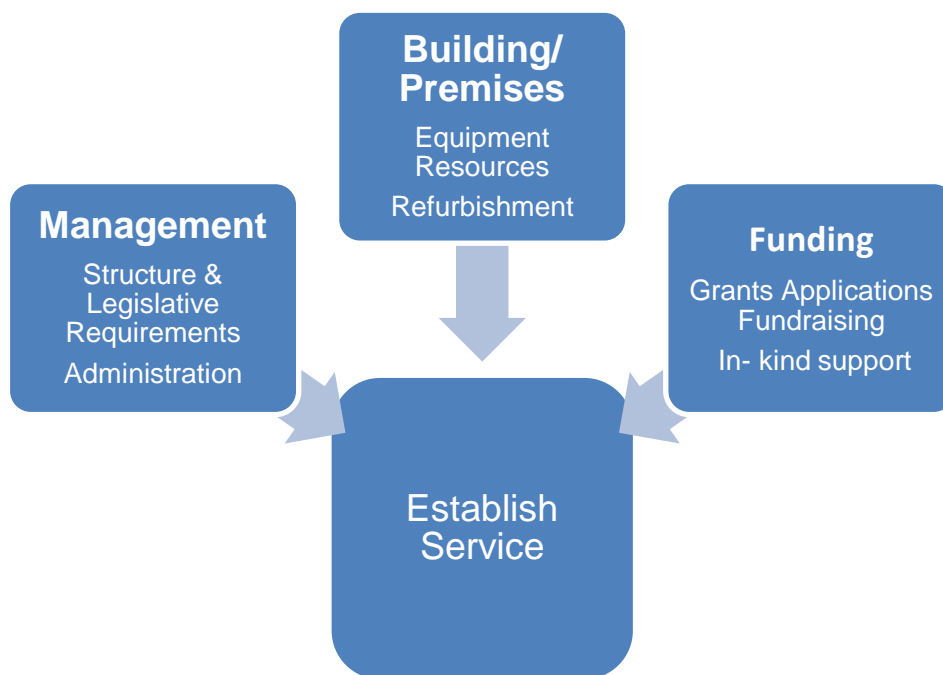 Building/
Premises
Equipment
Resources
Refurbishment
Management
Structure &
Legislative
Requirements
Administration
Funding
Grants Applications
Fundraising
In- kind support
Establish
Service